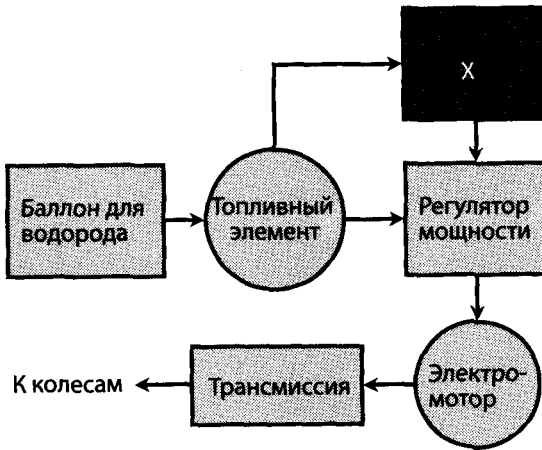 X
Баллон для
водорода
Топливный
элемент
Регулятор
мощности
К колесам
Трансмиссия
Электро-
мотор